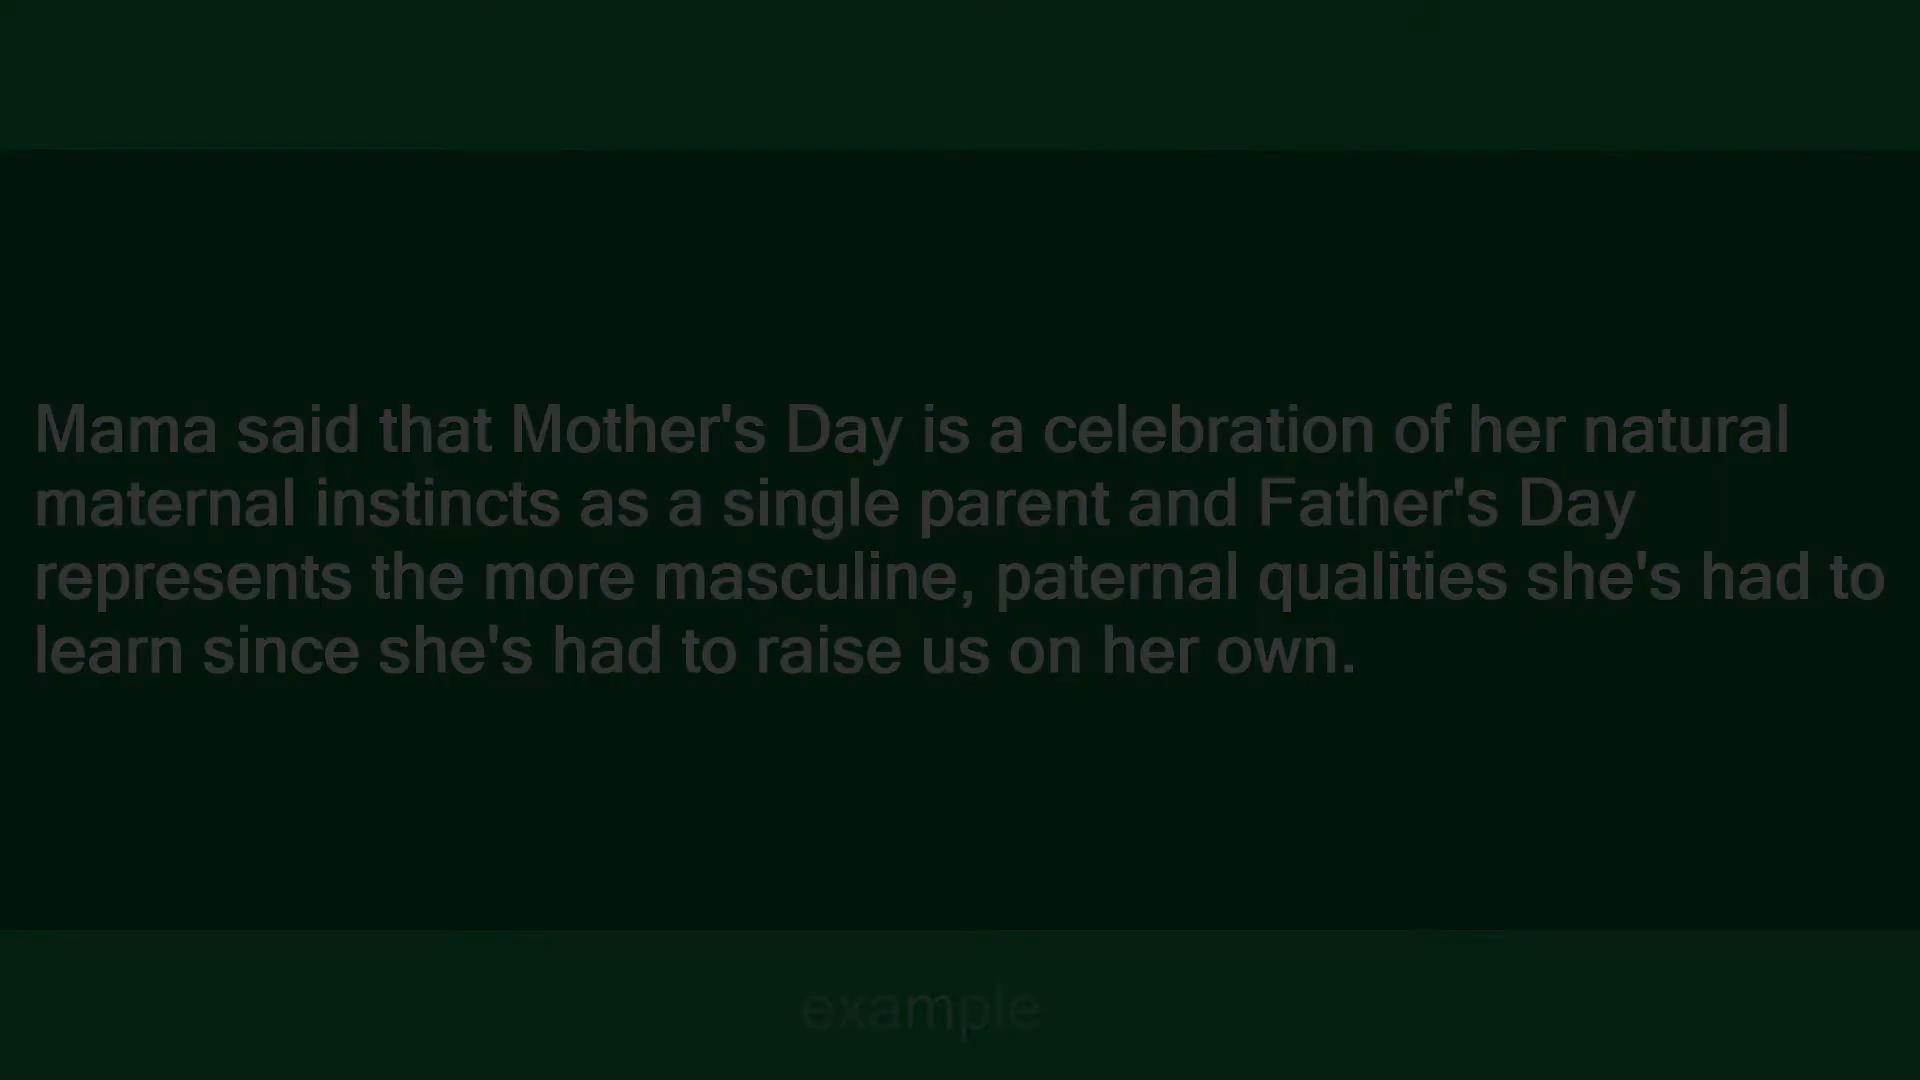 Mama said that Mother's Day is a celebration of her natural
maternal instincts as a single parent and Father's Day
represents the more masculine, paternal qualities she's had to
learn since she's had to raise us on her own.
example